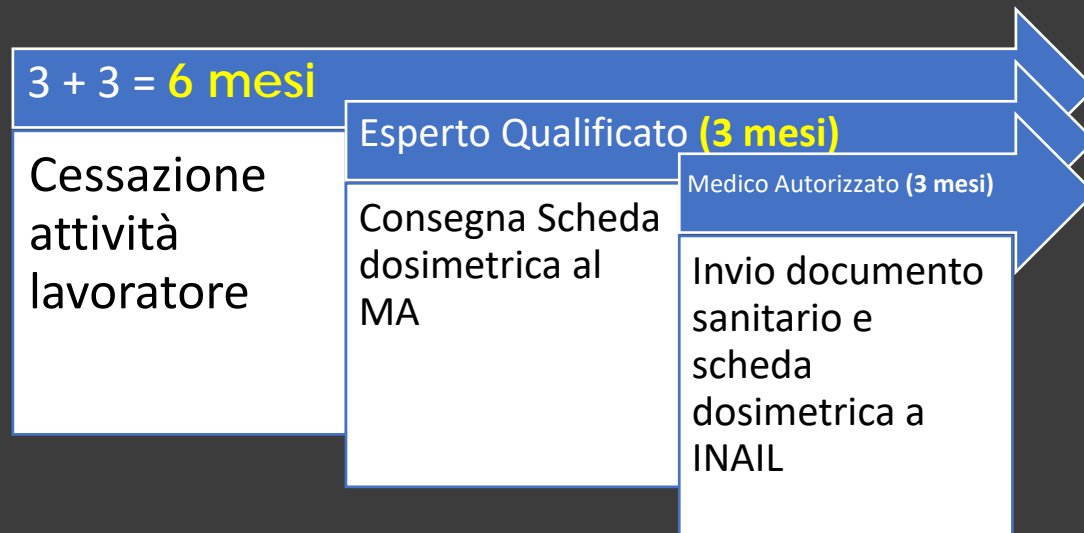 3 + 3 = 6 mesi
Cessazione
attività
lavoratore
Esperto Qualificato (3 mesi)
Consegna Scheda
dosimetrica al
MA
Medico Autorizzato (3 mesi)
Invio documento
sanitario e
scheda
dosimetrica a
INAIL